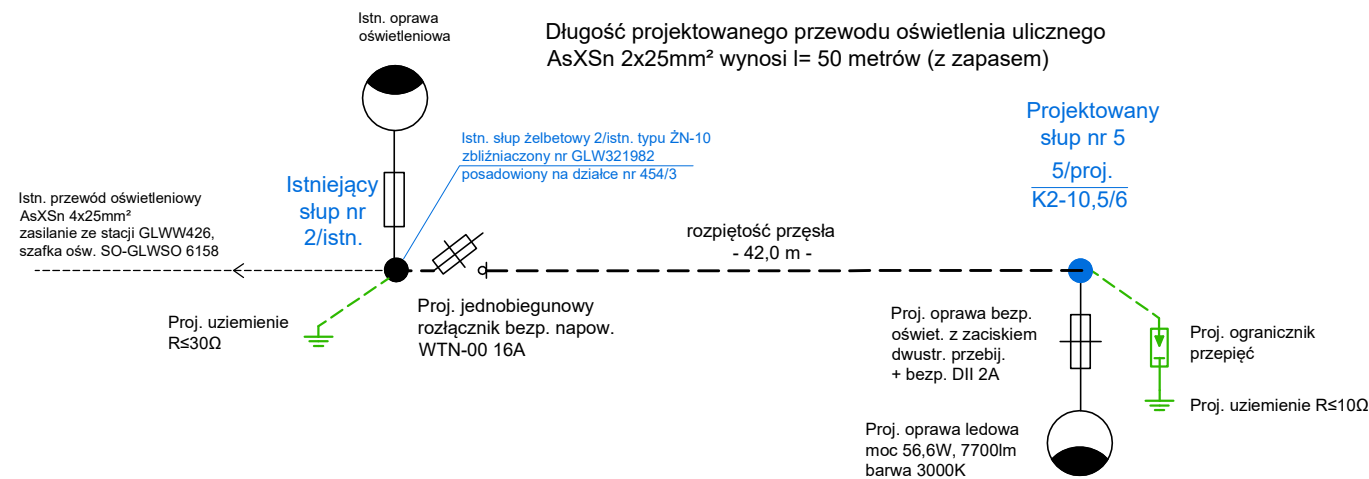 Istn. oprawa
oświetleniowa
Długość projektowanego przewodu oświetlenia ulicznego
AsXSn 2x25mm² wynosi l= 50 metrów (z zapasem)
Istn. słup żelbetowy 2/istn. typu ŻN-10
zbliźniaczony nr GLW321982
posadowiony na działce nr 454/3
Projektowany
słup nr 5
5/proj.
K2-10,5/6
Istniejący
słup nr
2/istn.
Istn. przewód oświetleniowy
AsXSn 4x25mm²
zasilanie ze stacji GLWW426,
szafka ośw. SO-GLWSO 6158
rozpiętość przęsła
- 42,0 m -
Proj. uziemienie
R≤30Ω
Proj. jednobiegunowy
rozłącznik bezp. napow.
WTN-00 16A
Proj. oprawa bezp.
oświet. z zaciskiem
dwustr. przebij.
+ bezp. DII 2A
Proj. ogranicznik
przepięć
Proj. uziemienie R≤10Ω
Proj. oprawa ledowa
moc 56,6W, 7700lm
barwa 3000K